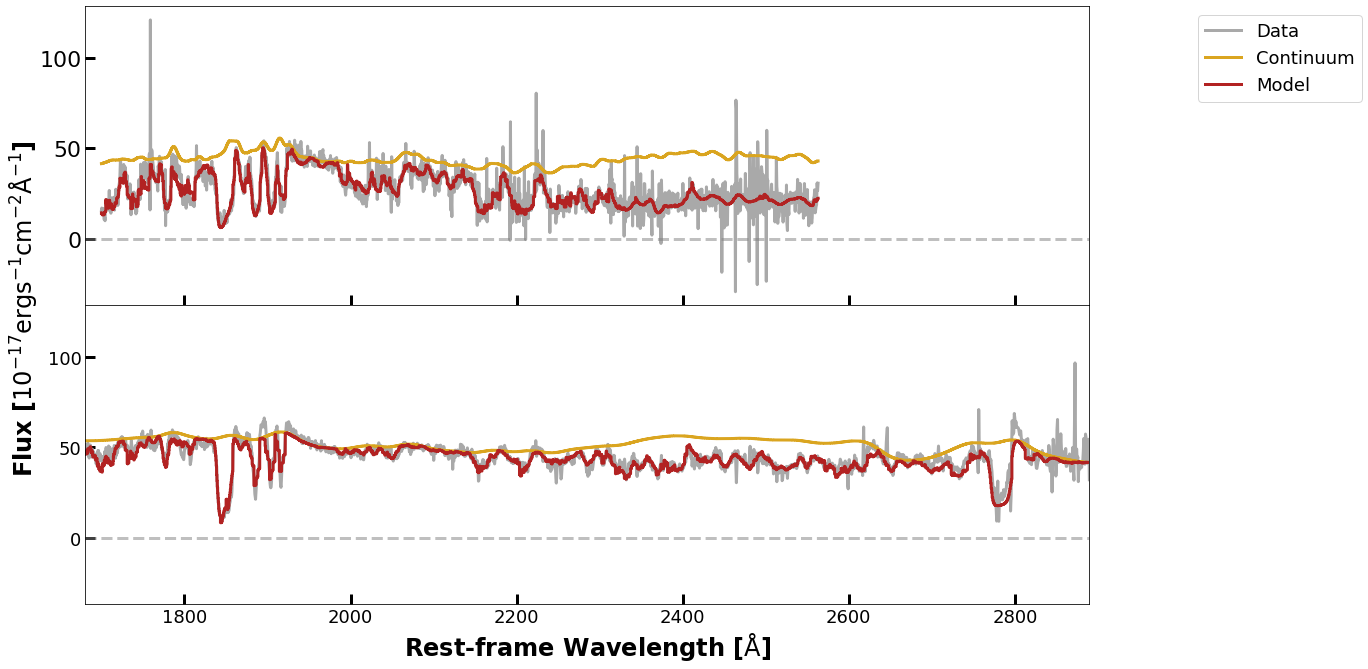 Data
Continuum
Model
100
50
0
100
50
0
Flux [10⁻¹⁷ergs⁻¹cm⁻²Å⁻¹]
1800 2000 2200 2400 2600 2800
Rest-frame Wavelength [Å]